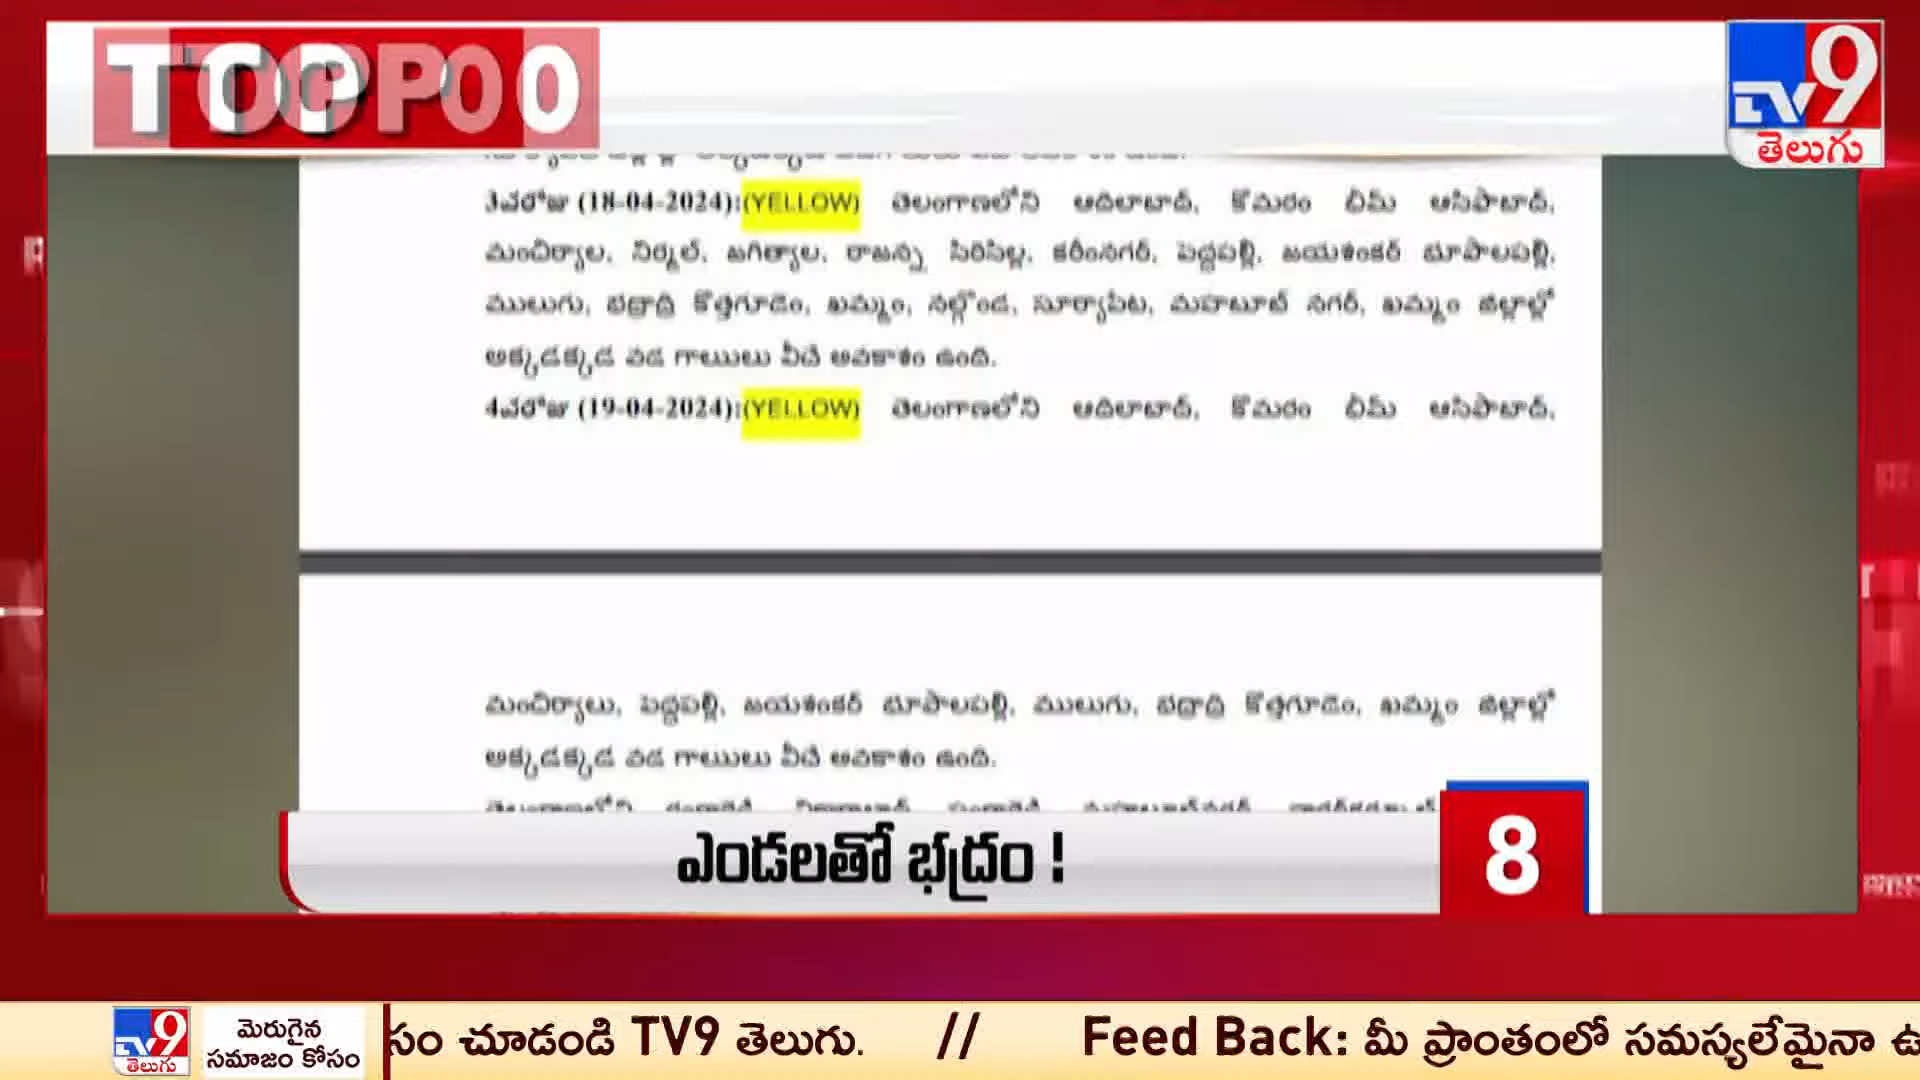 TV9
తెలుగు
3వరోజు (18-04-2024):(YELLOW) తెలంగాణలోని ఆదిలాబాద్, కొమరం భీమ్ ఆసిఫాబాద్,
మంచిర్యాల, నిర్మల్, జగిత్యాల, రాజన్న సిరిసిల్ల, కరీంనగర్, పెద్దపల్లి, జయశంకర్ భూపాలపల్లి,
ములుగు, భద్రాద్రి కొత్తగూడెం, ఖమ్మం, నల్గొండ, సూర్యాపేట, మహబూబ్ నగర్, ఖమ్మం జిల్లాల్లో
అక్కడక్కడ వడ గాలులు వీచే అవకాశం ఉంది.
4వరోజు (19-04-2024):(YELLOW) తెలంగాణలోని ఆదిలాబాద్, కొమరం భీమ్ ఆసిఫాబాద్,
మంచిర్యాలు, పెద్దపల్లి, జయశంకర్ భూపాలపల్లి, ములుగు, భద్రాద్రి కొత్తగూడెం, ఖమ్మం జిల్లాల్లో
అక్కడక్కడ వడ గాలులు వీచే అవకాశం ఉంది.
ఎండలతో భద్రం !
8
TV9
తెలుగు
మెరుగైన
సమాజం కోసం
సం చూడండి TV9 తెలుగు. // Feed Back: మీ ప్రాంతంలో సమస్యలేమైనా ఉ